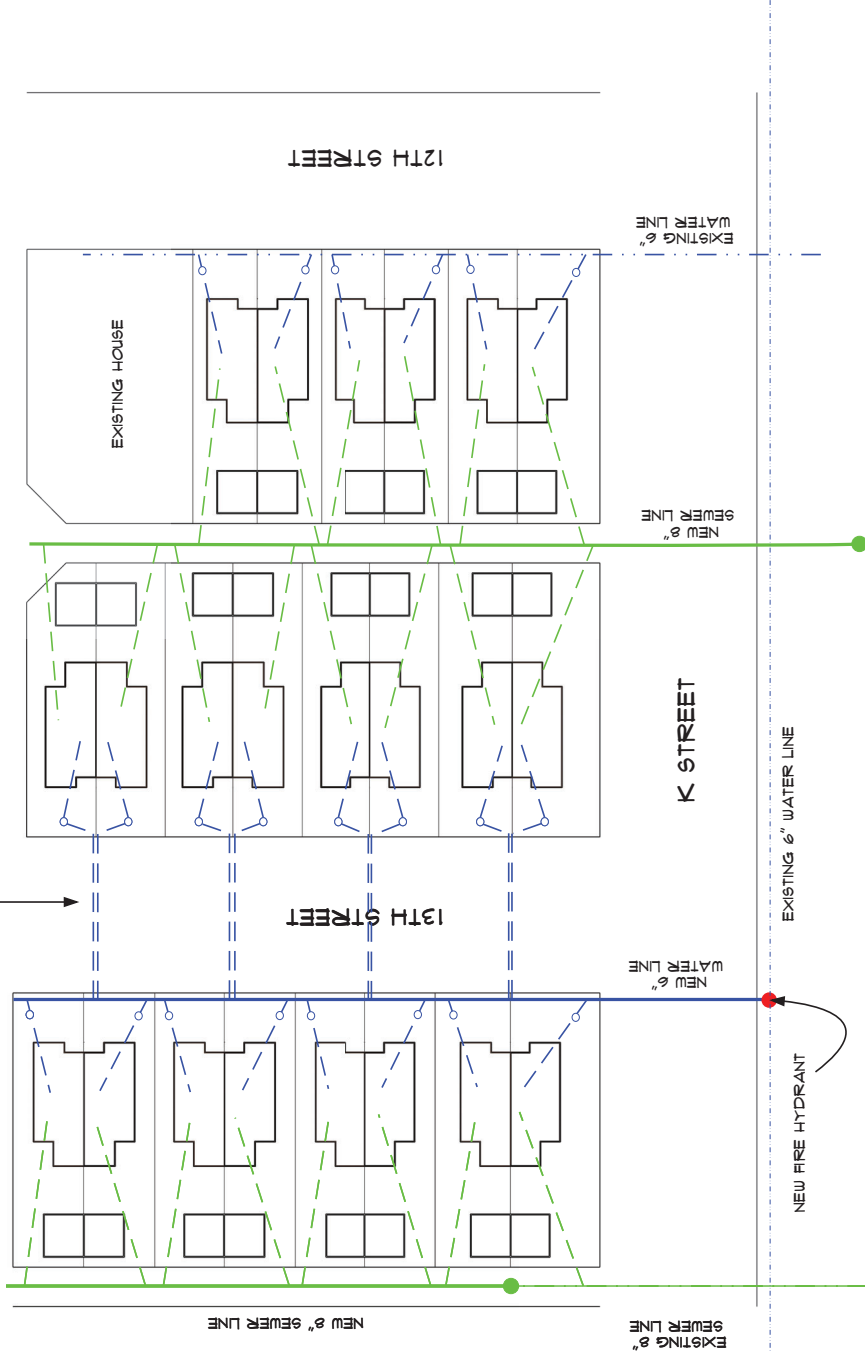 12TH STREET
EXISTING 6"
WATER LINE
EXISTING HOUSE
NEW 8"
SEWER LINE
K STREET
EXISTING 6" WATER LINE
13TH STREET
NEW 6"
WATER LINE
NEW FIRE HYDRANT
NEW 8" SEWER LINE
EXISTING 8"
SEWER LINE